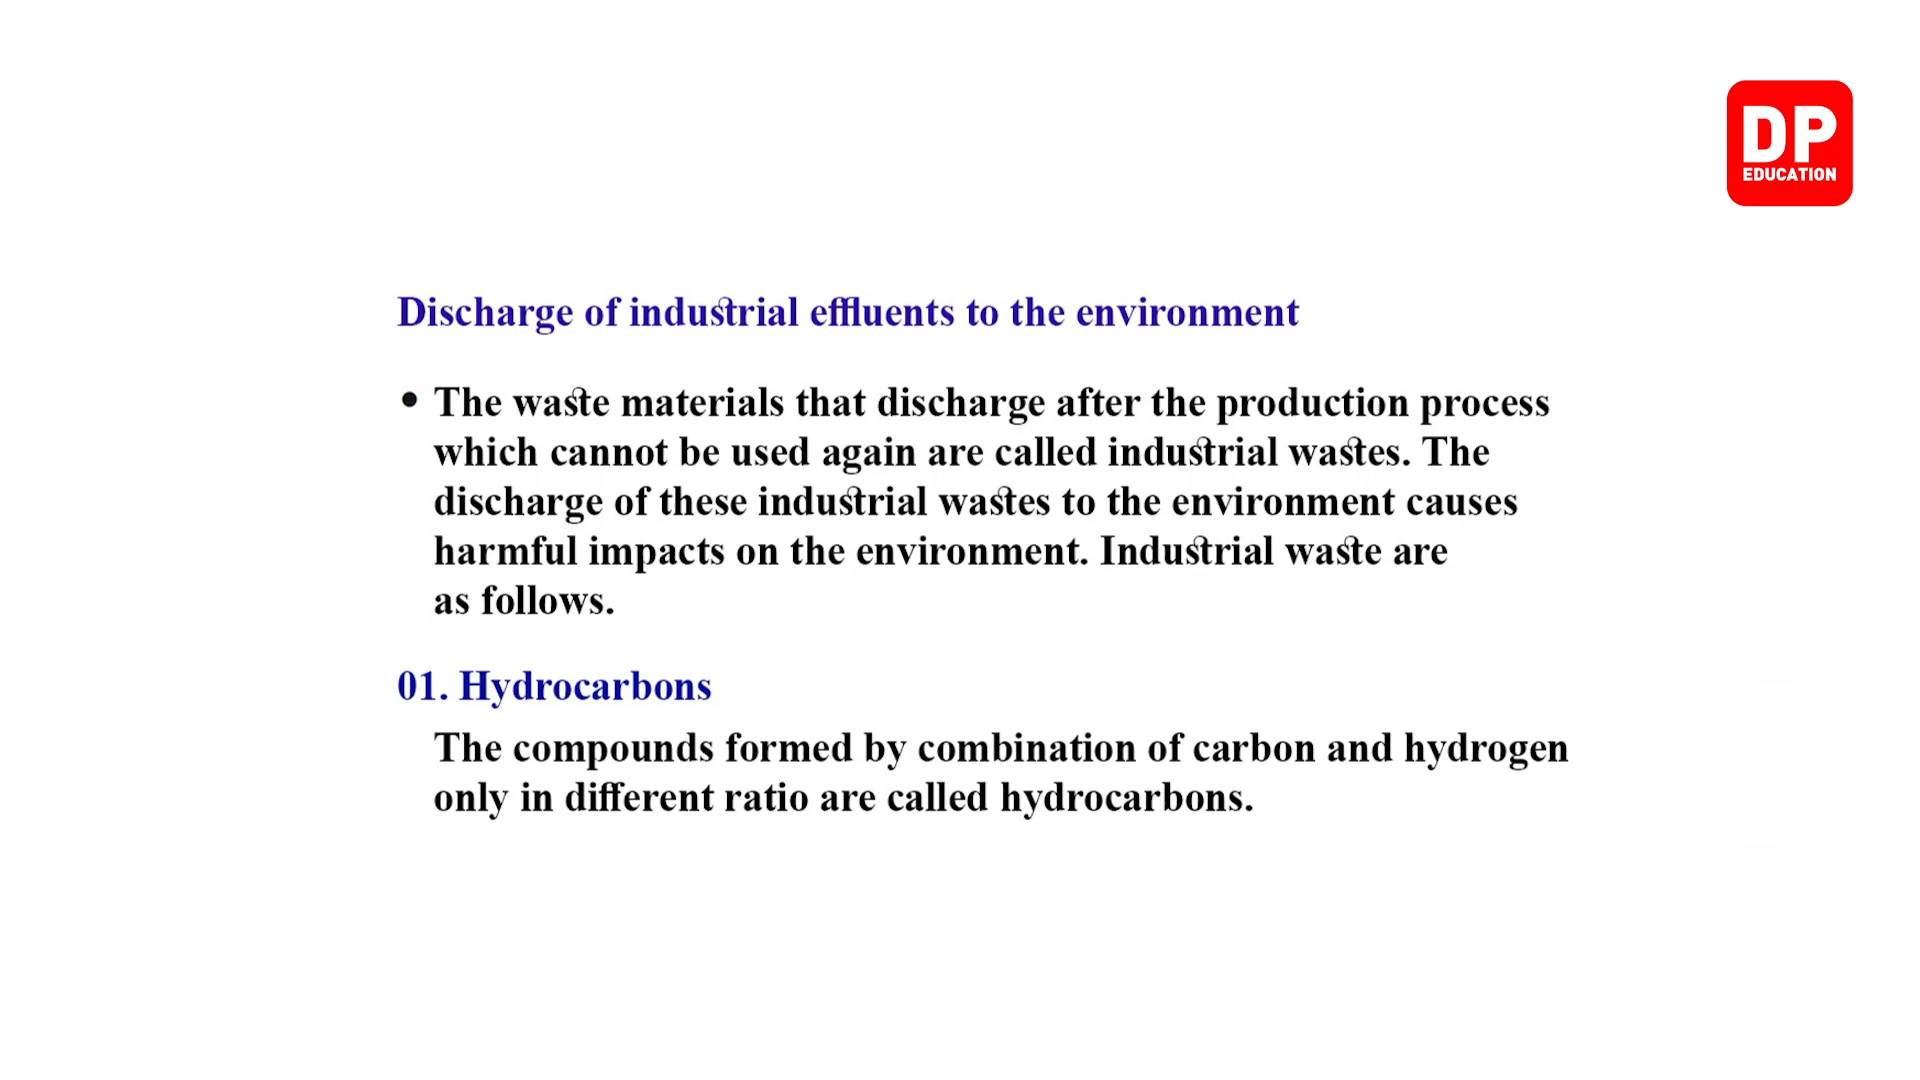 DP
EDUCATION
Discharge of industrial effluents to the environment
• The waste materials that discharge after the production process
which cannot be used again are called industrial wastes. The
discharge of these industrial wastes to the environment causes
harmful impacts on the environment. Industrial waste are
as follows.
01. Hydrocarbons
The compounds formed by combination of carbon and hydrogen
only in different ratio are called hydrocarbons.